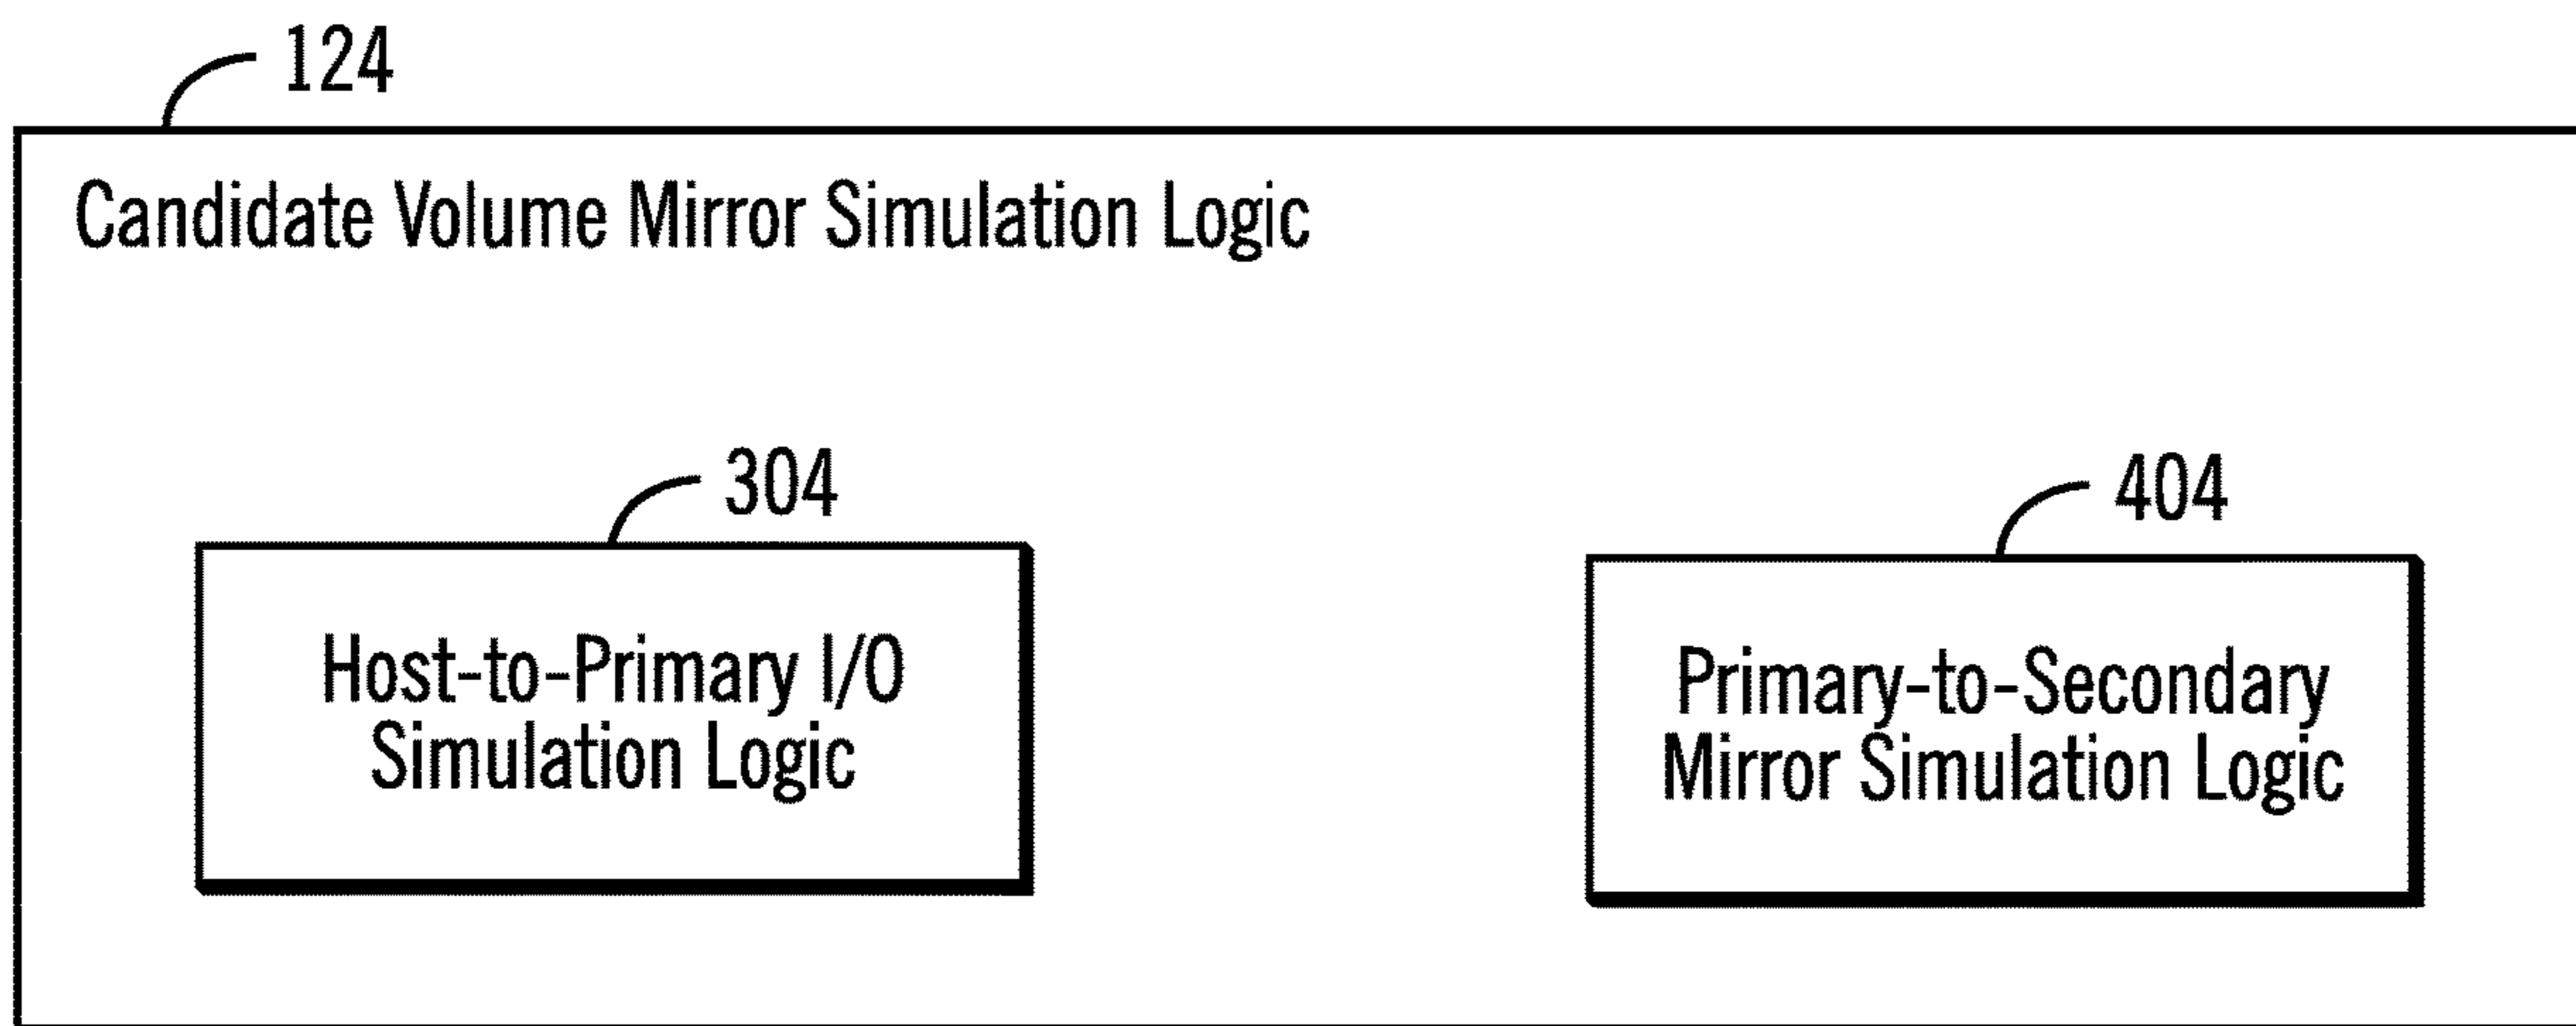 124
Candidate Volume Mirror Simulation Logic
304
404
Host-to-Primary I/O
Simulation Logic
Primary-to-Secondary
Mirror Simulation Logic